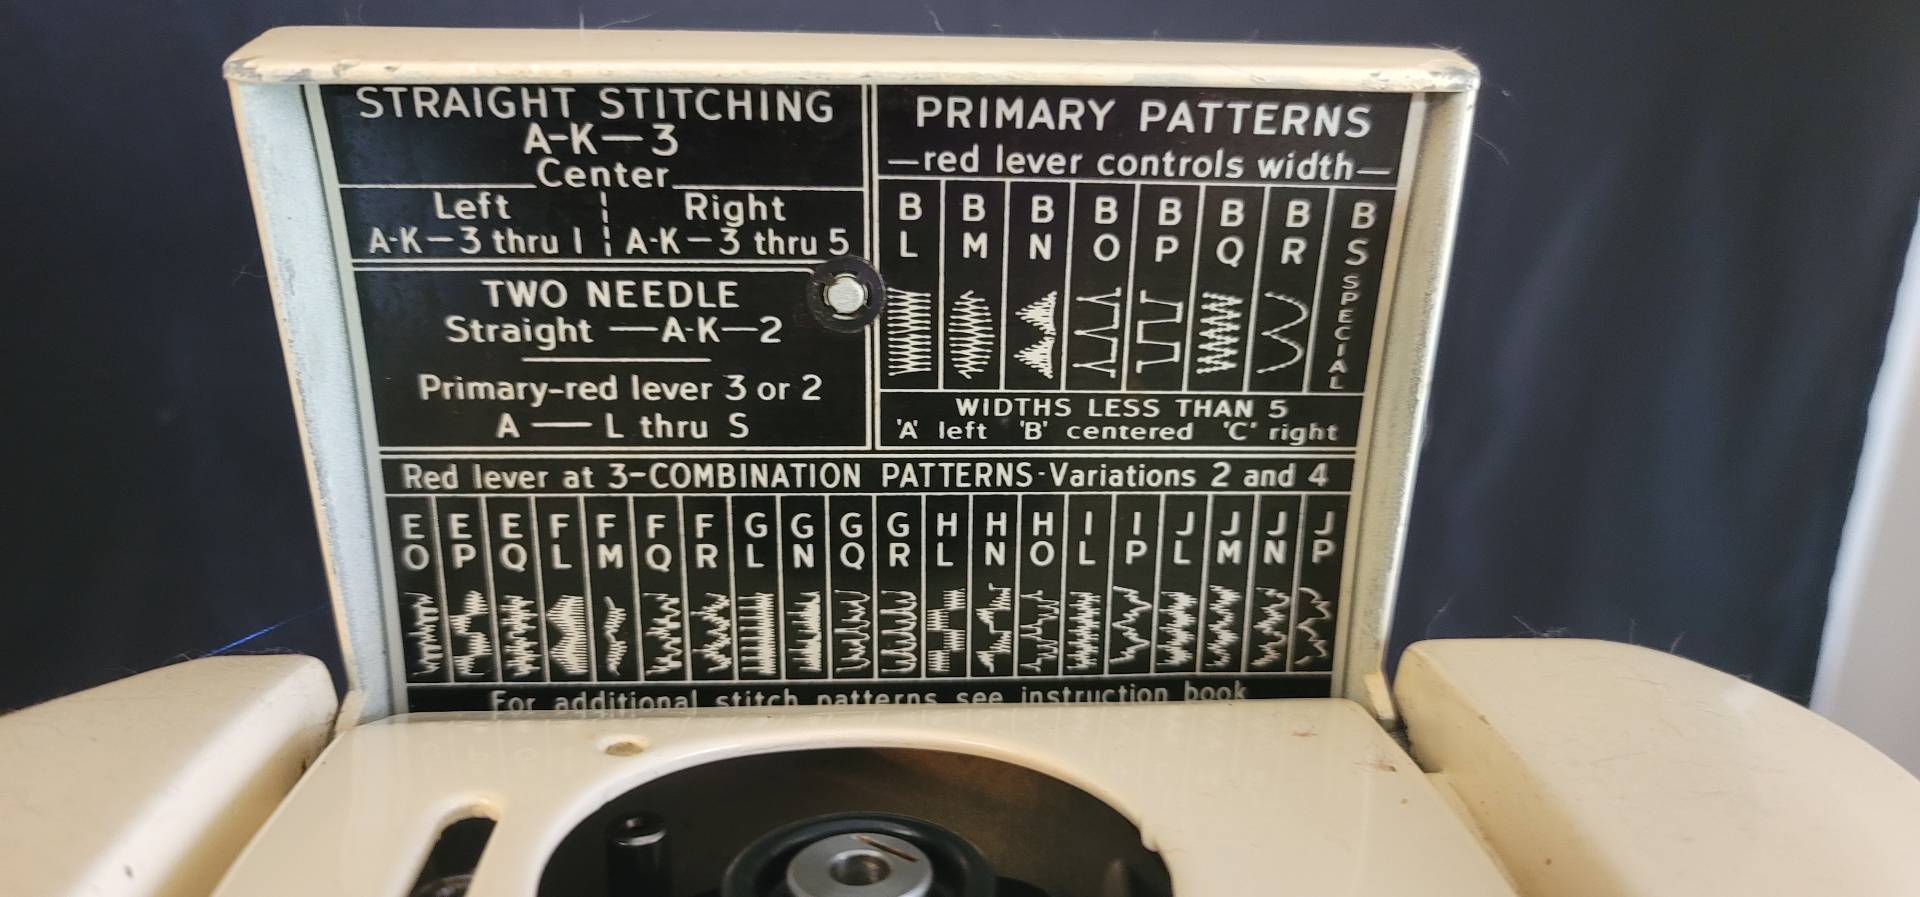 STRAIGHT STITCHING
A-K—3
Center
Left Right
A-K—3 thru 1 A-K—3 thru 5
TWO NEEDLE
Straight —A-K—2
Primary-red lever 3 or 2
A — L thru S
PRIMARY PATTERNS
—red lever controls width—
B B B B B B B B
L M N O P Q R S
SPECIAL
WIDTHS LESS THAN 5
'A' left 'B' centered 'C' right
Red lever at 3-COMBINATION PATTERNS-Variations 2 and 4
E E E F F F F G G G G H H H I I J J J J
O P Q L M Q R L N Q R L N O L P L M N P
For additional stitch patterns see instruction book